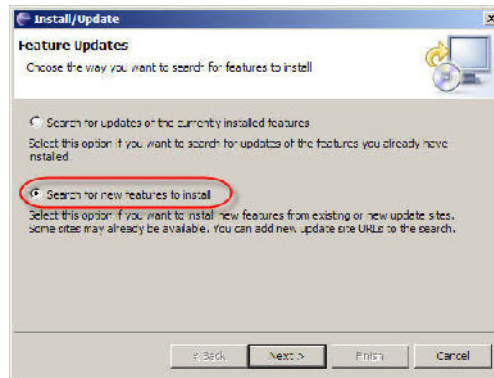 Install/Update
Feature Updates
Choose the way you want to search for features to install
Search for updates of the currently installed features
Select this option if you want to search for updates of the features you already have
installed.
Search for new features to install
Select this option if you want to install new features from existing or new update sites.
Some sites may already be available. You can add new update site URLs to the search.
< Back Next > Finish Cancel